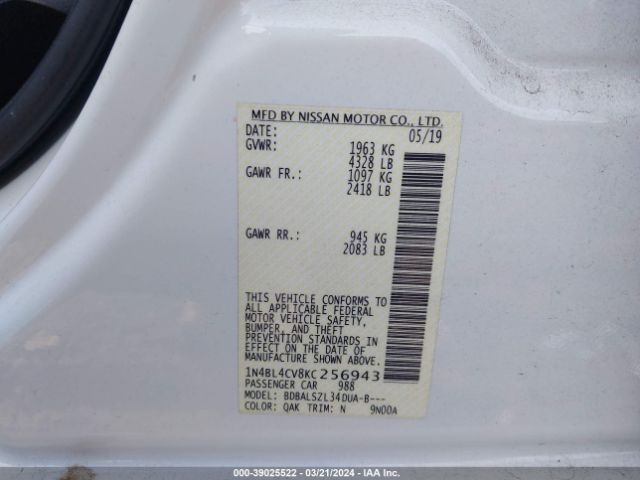 MFD BY NISSAN MOTOR CO., LTD.
DATE: 05/19
GVWR: 1963 KG
4328 LB
GAWR FR.: 1097 KG
2418 LB
GAWR RR.: 945 KG
2083 LB
THIS VEHICLE CONFORMS TO
ALL APPLICABLE FEDERAL
MOTOR VEHICLE SAFETY,
BUMPER, AND THEFT
PREVENTION STANDARDS IN
EFFECT ON THE DATE OF
MANUFACTURE SHOWN ABOVE.
1N4BL4CV8KC256943
PASSENGER CAR 988
MODEL: BDBALSZL34DUA-B---
COLOR: QAK TRIM: N 9N00A
000-39025522 — 03/21/2024 — IAA Inc.